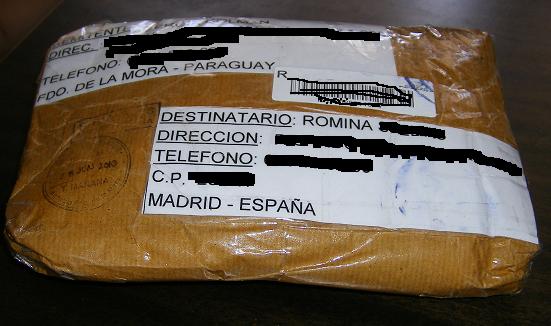 DIREC.
TELEFONO:
FDO. DE LA MORA - PARAGUAY
R
DESTINATARIO: ROMINA
DIRECCION:
TELEFONO:
C.P.
MADRID - ESPAÑA